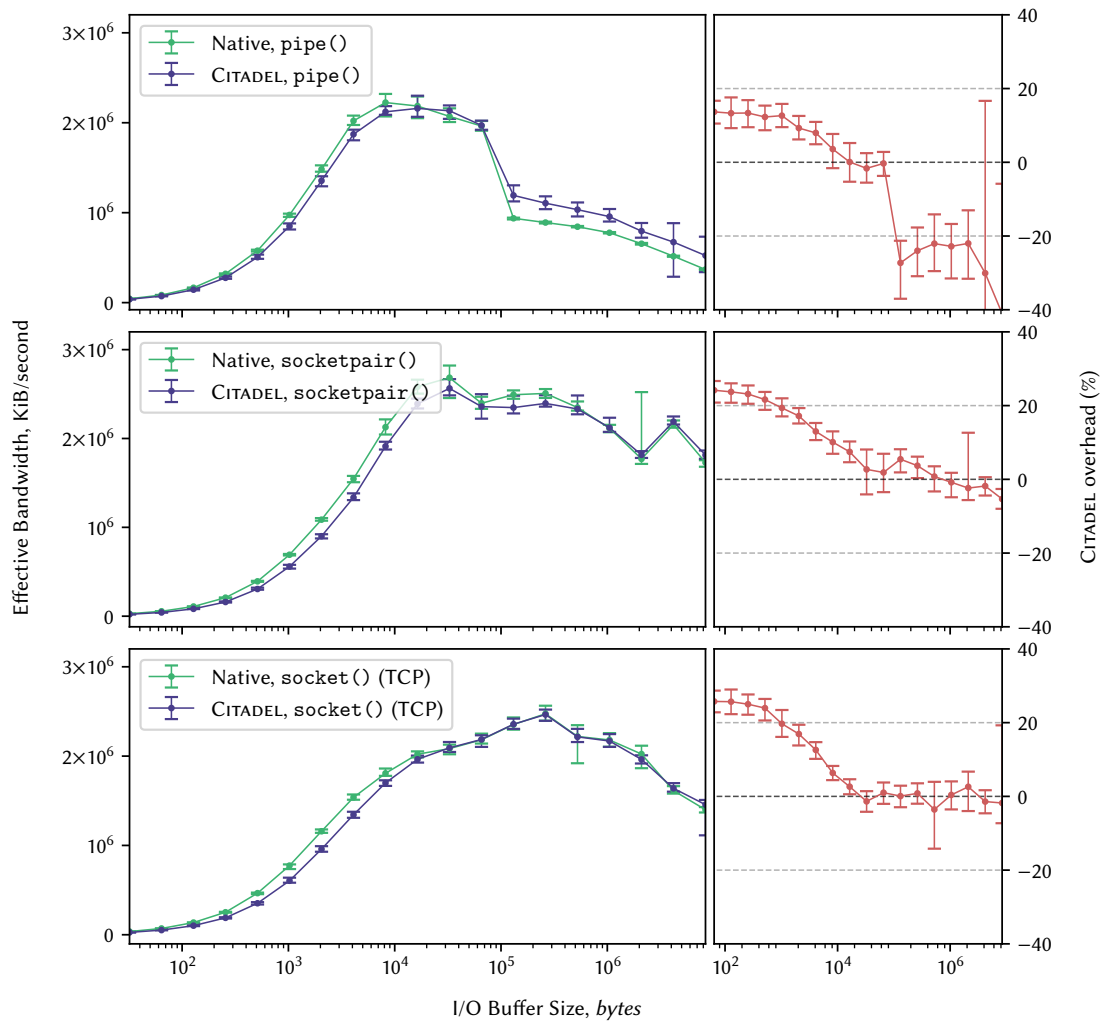 Effective Bandwidth, KiB/second
3×10⁶
2×10⁶
10⁶
0
Native, pipe()
CITADEL, pipe()
40
20
0
−20
−40
3×10⁶
2×10⁶
10⁶
0
Native, socketpair()
CITADEL, socketpair()
40
20
0
−20
−40
CITADEL overhead (%)
3×10⁶
2×10⁶
10⁶
0
Native, socket() (TCP)
CITADEL, socket() (TCP)
40
20
0
−20
−40
10² 10³ 10⁴ 10⁵ 10⁶
10² 10⁴ 10⁶
I/O Buffer Size, bytes